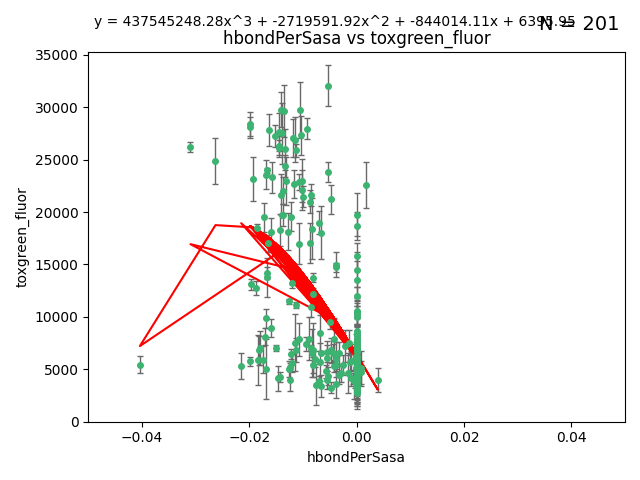 y = 437545248.28x^3 + -2719591.92x^2 + -844014.11x + 6395.95
N = 201
hbondPerSasa vs toxgreen_fluor
35000
30000
25000
20000
15000
10000
5000
0
toxgreen_fluor
−0.04 −0.02 0.00 0.02 0.04
hbondPerSasa